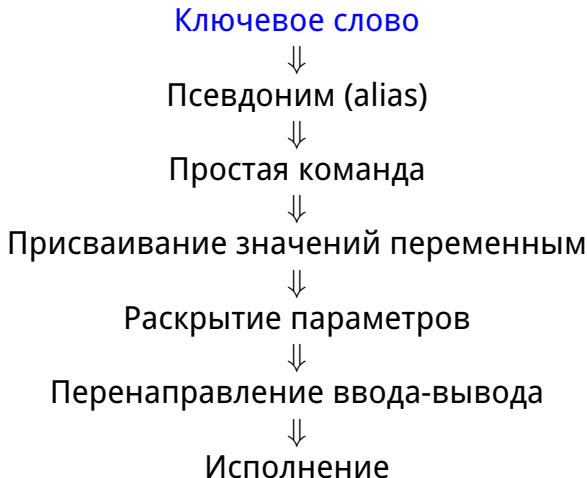 Ключевое слово
⇓
Псевдоним (alias)
⇓
Простая команда
⇓
Присваивание значений переменным
⇓
Раскрытие параметров
⇓
Перенаправление ввода-вывода
⇓
Исполнение